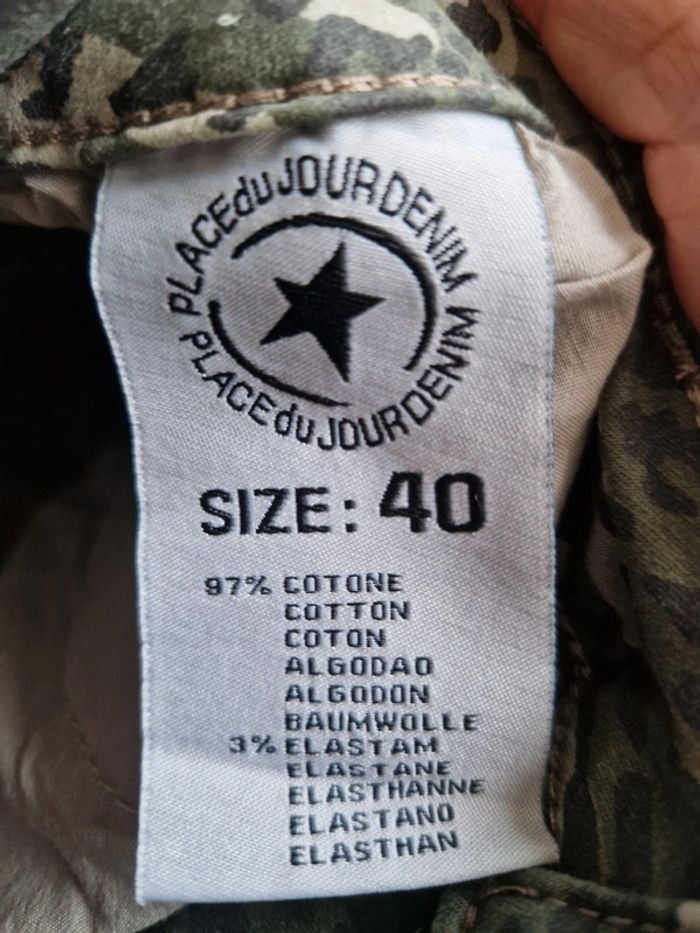 PLACEduJOURDENIM
PLACEduJOURDENIM
SIZE: 40
97% COTONE
COTTON
COTON
ALGODAO
ALGODON
BAUMWOLLE
3% ELASTAM
ELASTANE
ELASTHANNE
ELASTANO
ELASTHAN